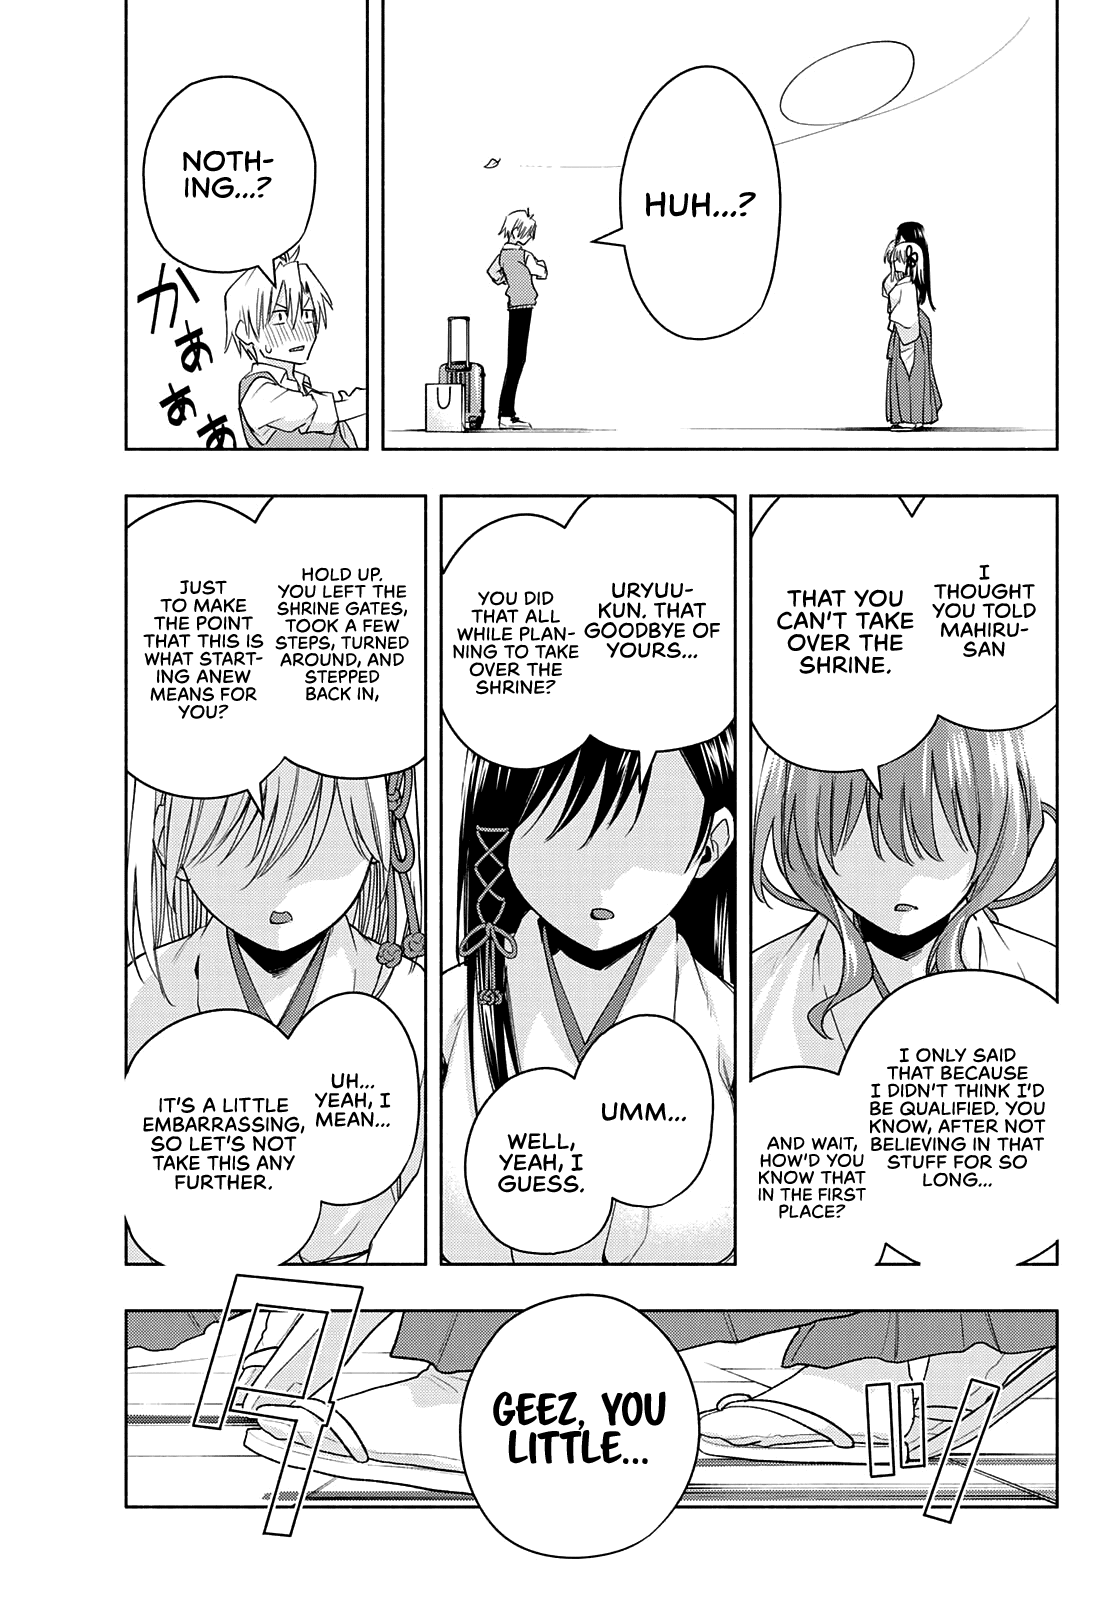 HUH...?
NOTH-
ING...?
かぁぁぁ
I
THOUGHT
YOU TOLD
MAHIRU-
SAN
THAT YOU
CAN'T TAKE
OVER THE
SHRINE.
I ONLY SAID
THAT BECAUSE
I DIDN'T THINK I'D
BE QUALIFIED. YOU
KNOW, AFTER NOT
BELIEVING IN THAT
STUFF FOR SO
LONG...
AND WAIT,
HOW'D YOU
KNOW THAT
IN THE FIRST
PLACE?
URYUU-
KUN. THAT
GOODBYE OF
YOURS...
YOU DID
THAT ALL
WHILE PLAN-
NING TO TAKE
OVER THE
SHRINE?
UMM...
WELL,
YEAH, I
GUESS.
HOLD UP.
YOU LEFT THE
SHRINE GATES,
TOOK A FEW
STEPS, TURNED
AROUND, AND
STEPPED
BACK IN,
JUST
TO MAKE
THE POINT
THAT THIS IS
WHAT START-
ING ANEW
MEANS FOR
YOU?
UH...
YEAH, I
MEAN...
IT'S A LITTLE
EMBARRASSING,
SO LET'S NOT
TAKE THIS ANY
FURTHER.
GEEZ, YOU
LITTLE...